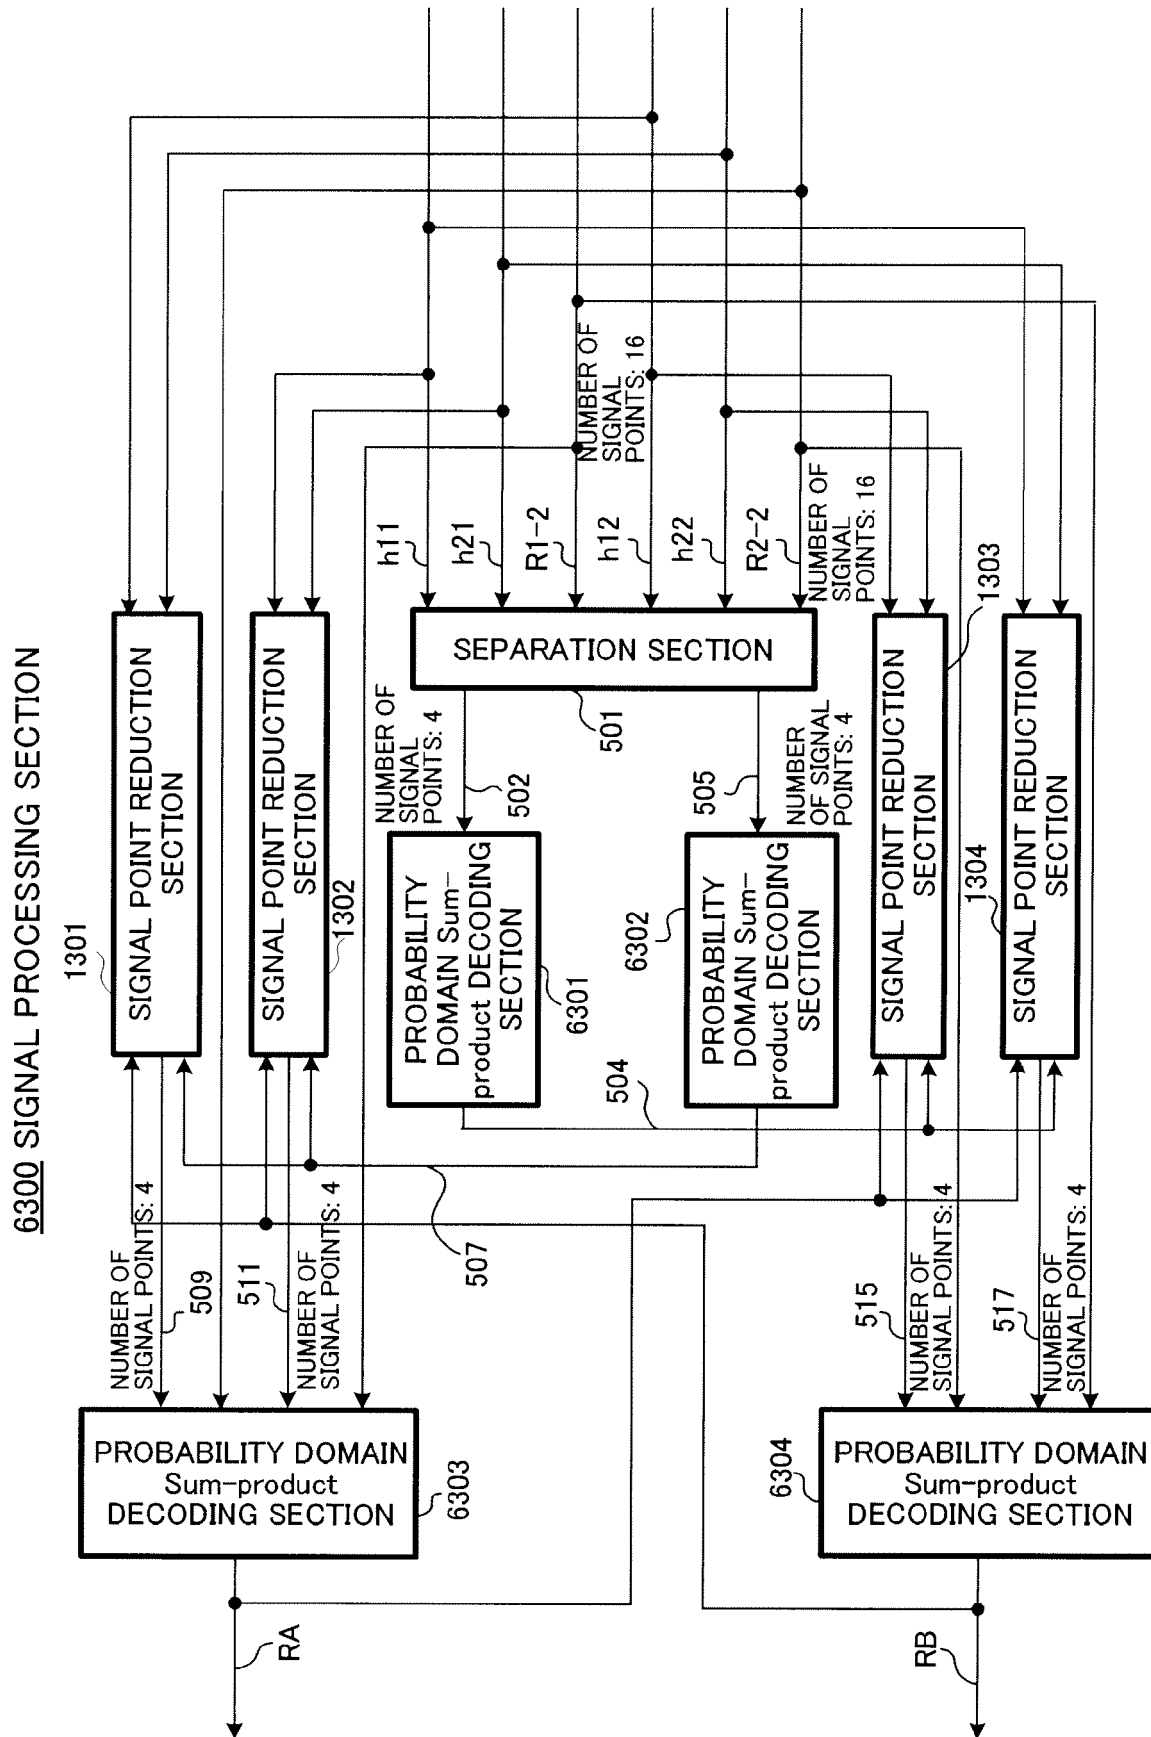 6300 SIGNAL PROCESSING SECTION
1301
SIGNAL POINT REDUCTION
SECTION
SIGNAL POINT REDUCTION
SECTION
1302
h11
h21
R1-2
NUMBER OF
SIGNAL
POINTS: 16
h12
h22
R2-2
NUMBER OF
SIGNAL
POINTS: 16
SEPARATION SECTION
501
NUMBER OF
SIGNAL
POINTS: 4
502
505
NUMBER
OF SIGNAL
POINTS: 4
PROBABILITY
DOMAIN Sum-
product DECODING
SECTION
6301
6302
PROBABILITY
DOMAIN Sum-
product DECODING
SECTION
504
507
SIGNAL POINT REDUCTION
SECTION
1303
1304
SIGNAL POINT REDUCTION
SECTION
NUMBER OF
SIGNAL POINTS: 4
509
511
NUMBER OF
SIGNAL POINTS: 4
515
NUMBER OF
SIGNAL POINTS: 4
517
NUMBER OF
SIGNAL POINTS: 4
PROBABILITY DOMAIN
Sum-product
DECODING SECTION
6303
6304
PROBABILITY DOMAIN
Sum-product
DECODING SECTION
RA
RB